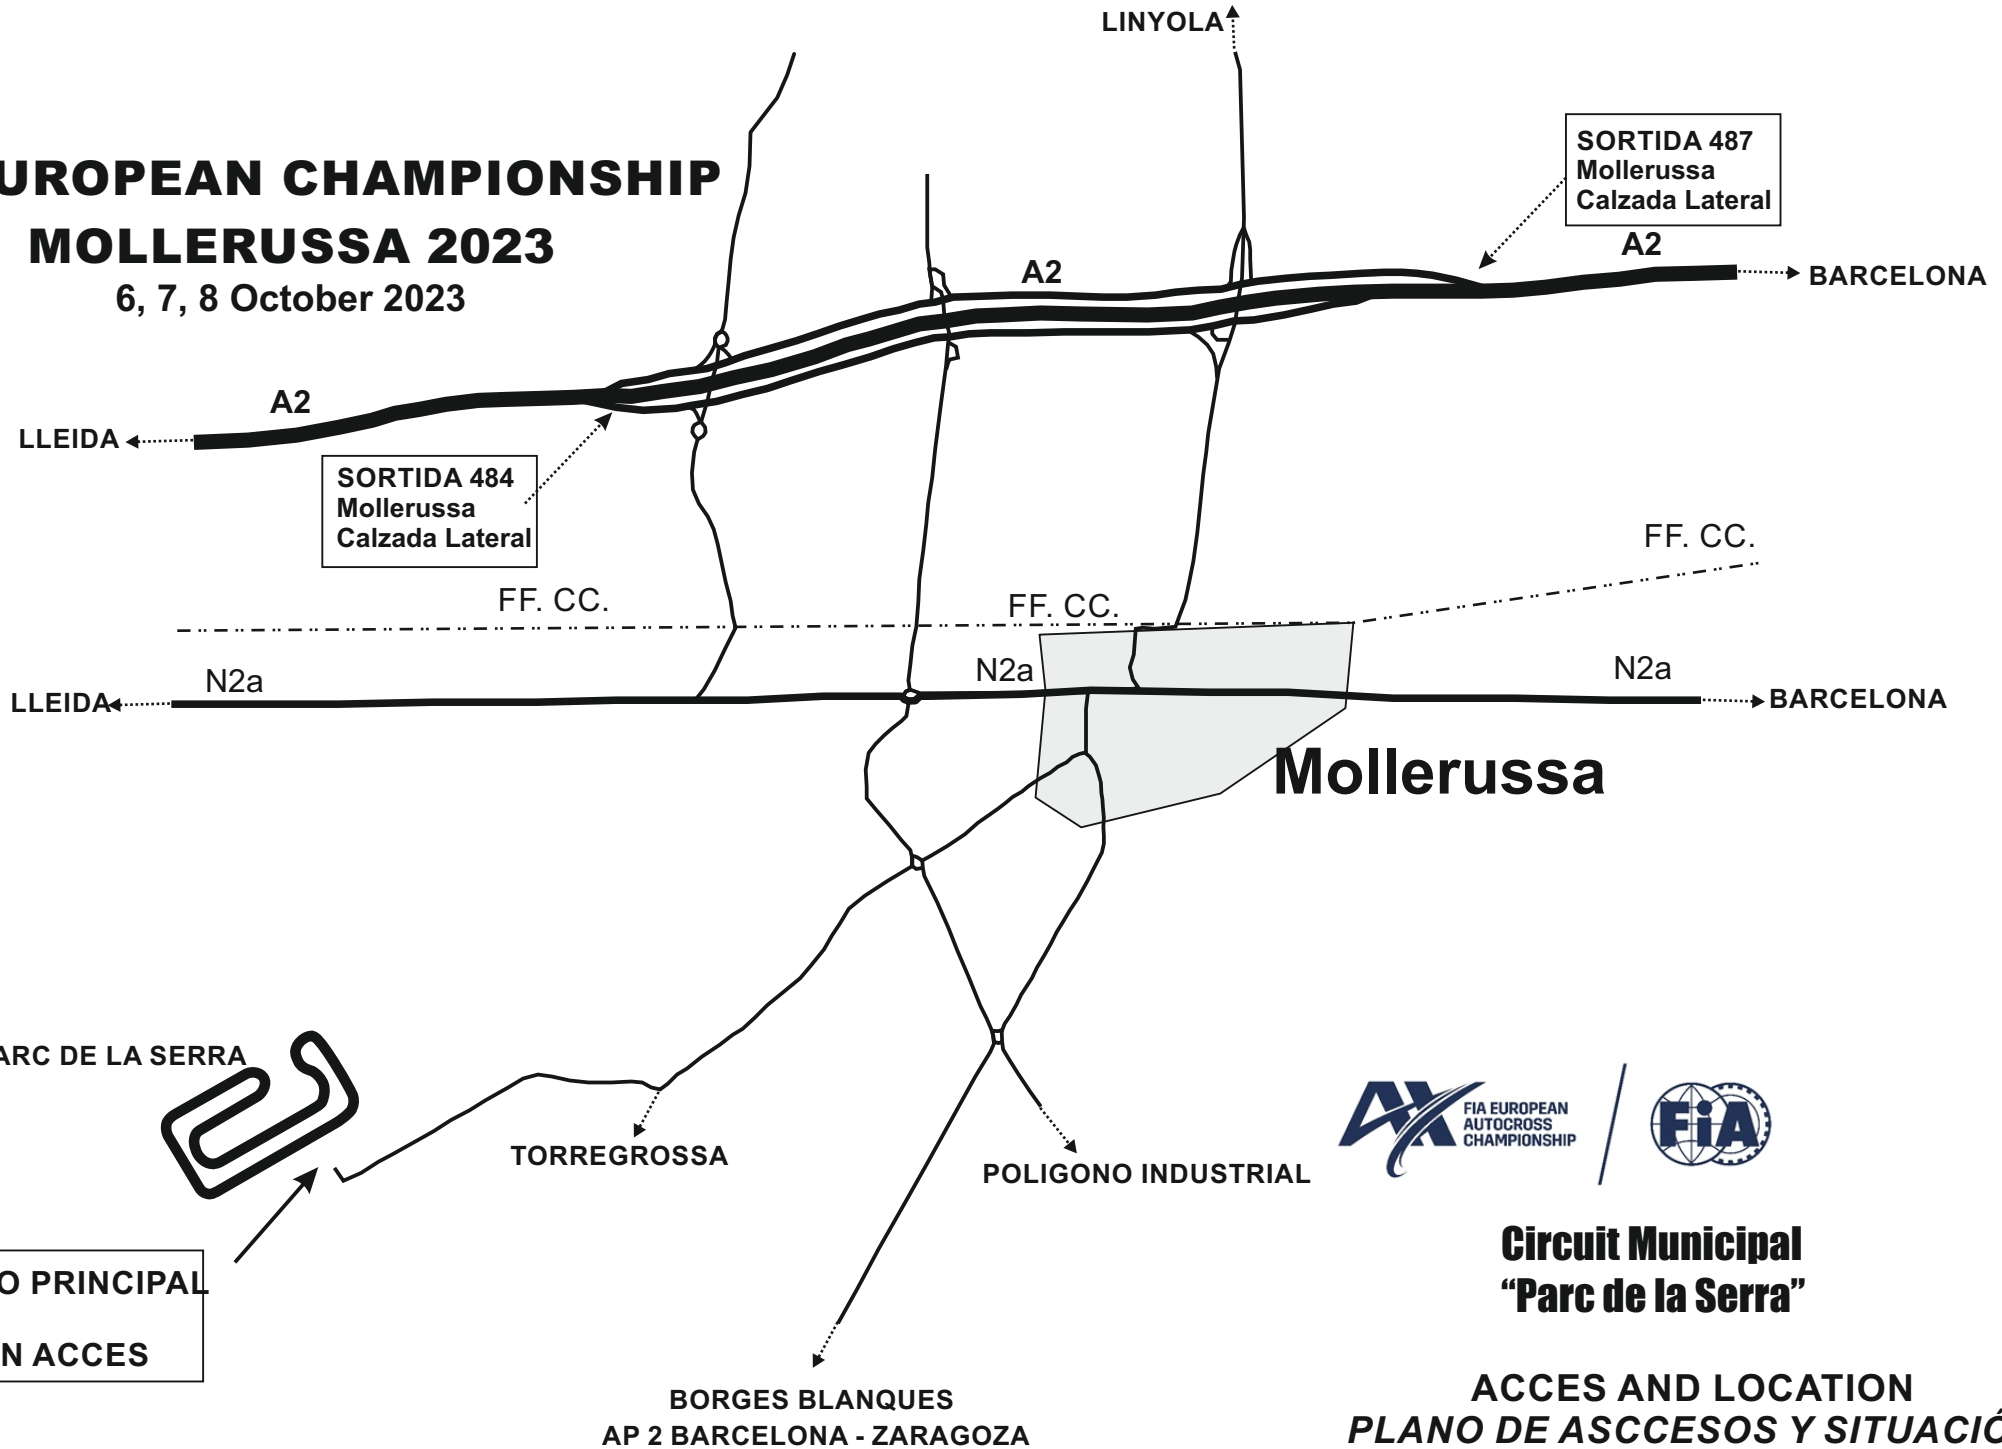 LINYOLA
UROPEAN CHAMPIONSHIP
MOLLERUSSA 2023
6, 7, 8 October 2023
SORTIDA 487
Mollerussa
Calzada Lateral
A2
A2
BARCELONA
A2
LLEIDA
SORTIDA 484
Mollerussa
Calzada Lateral
FF. CC.
FF. CC.
FF. CC.
N2a
N2a
N2a
LLEIDA
BARCELONA
Mollerussa
ARC DE LA SERRA
TORREGROSSA
POLIGONO INDUSTRIAL
AX
FIA EUROPEAN
AUTOCROSS
CHAMPIONSHIP
FiA
Circuit Municipal
“Parc de la Serra”
O PRINCIPAL
N ACCES
BORGES BLANQUES
AP 2 BARCELONA - ZARAGOZA
ACCES AND LOCATION
PLANO DE ASCCESOS Y SITUACIÓ